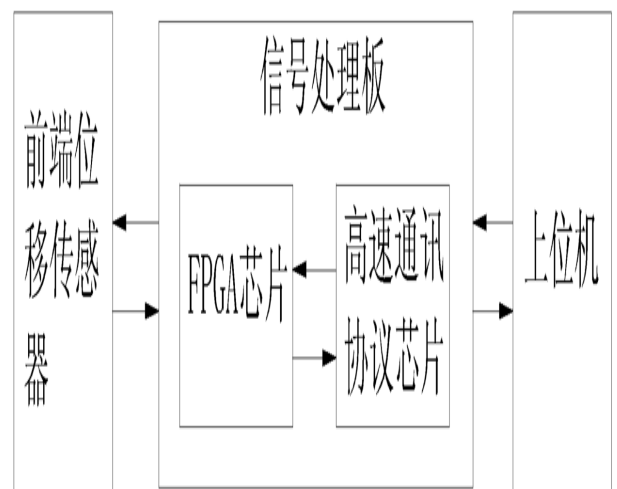 信号处理板
前端位
移传感
器
FPGA芯片
高速通讯
协议芯片
上位机